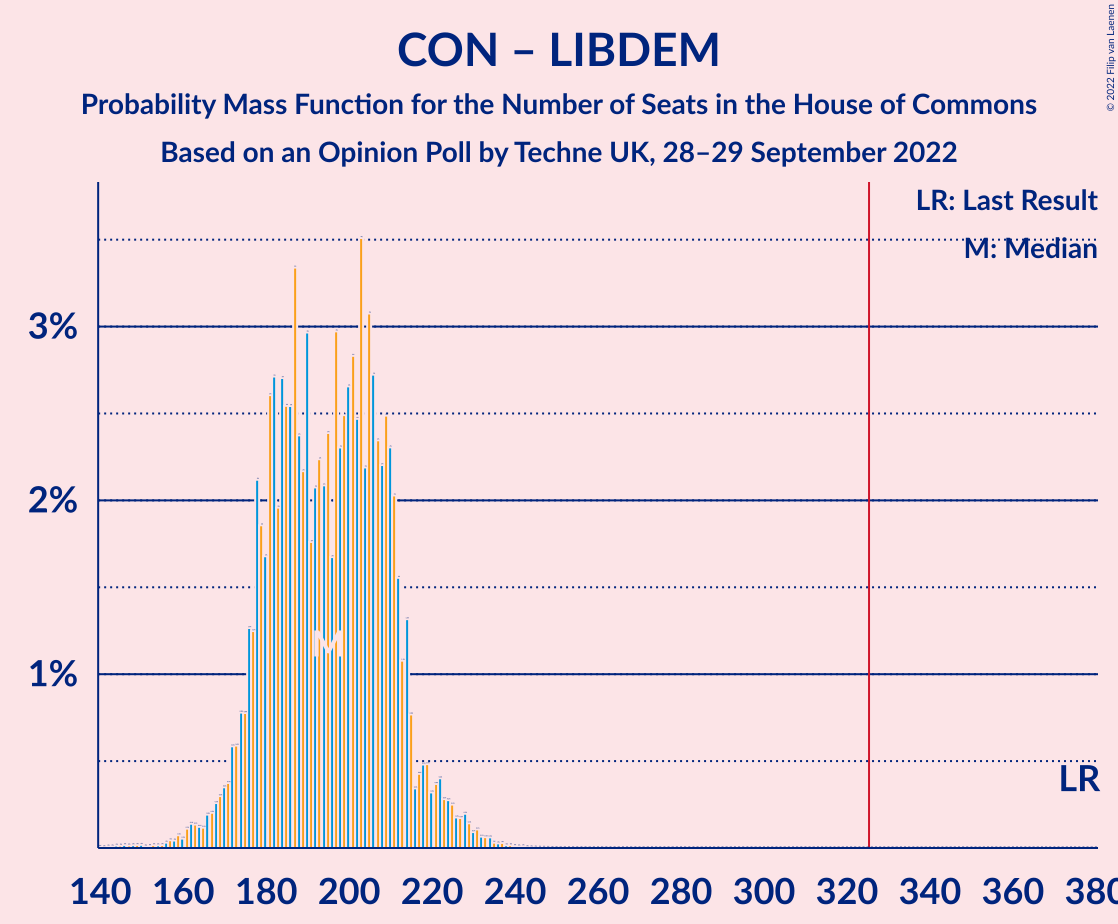 CON – LIBDEM
Probability Mass Function for the Number of Seats in the House of Commons
Based on an Opinion Poll by Techne UK, 28–29 September 2022
© 2022 Filip van Laenen
LR: Last Result
M: Median
3%
2%
1%
M
LR
140 160 180 200 220 240 260 280 300 320 340 360 380